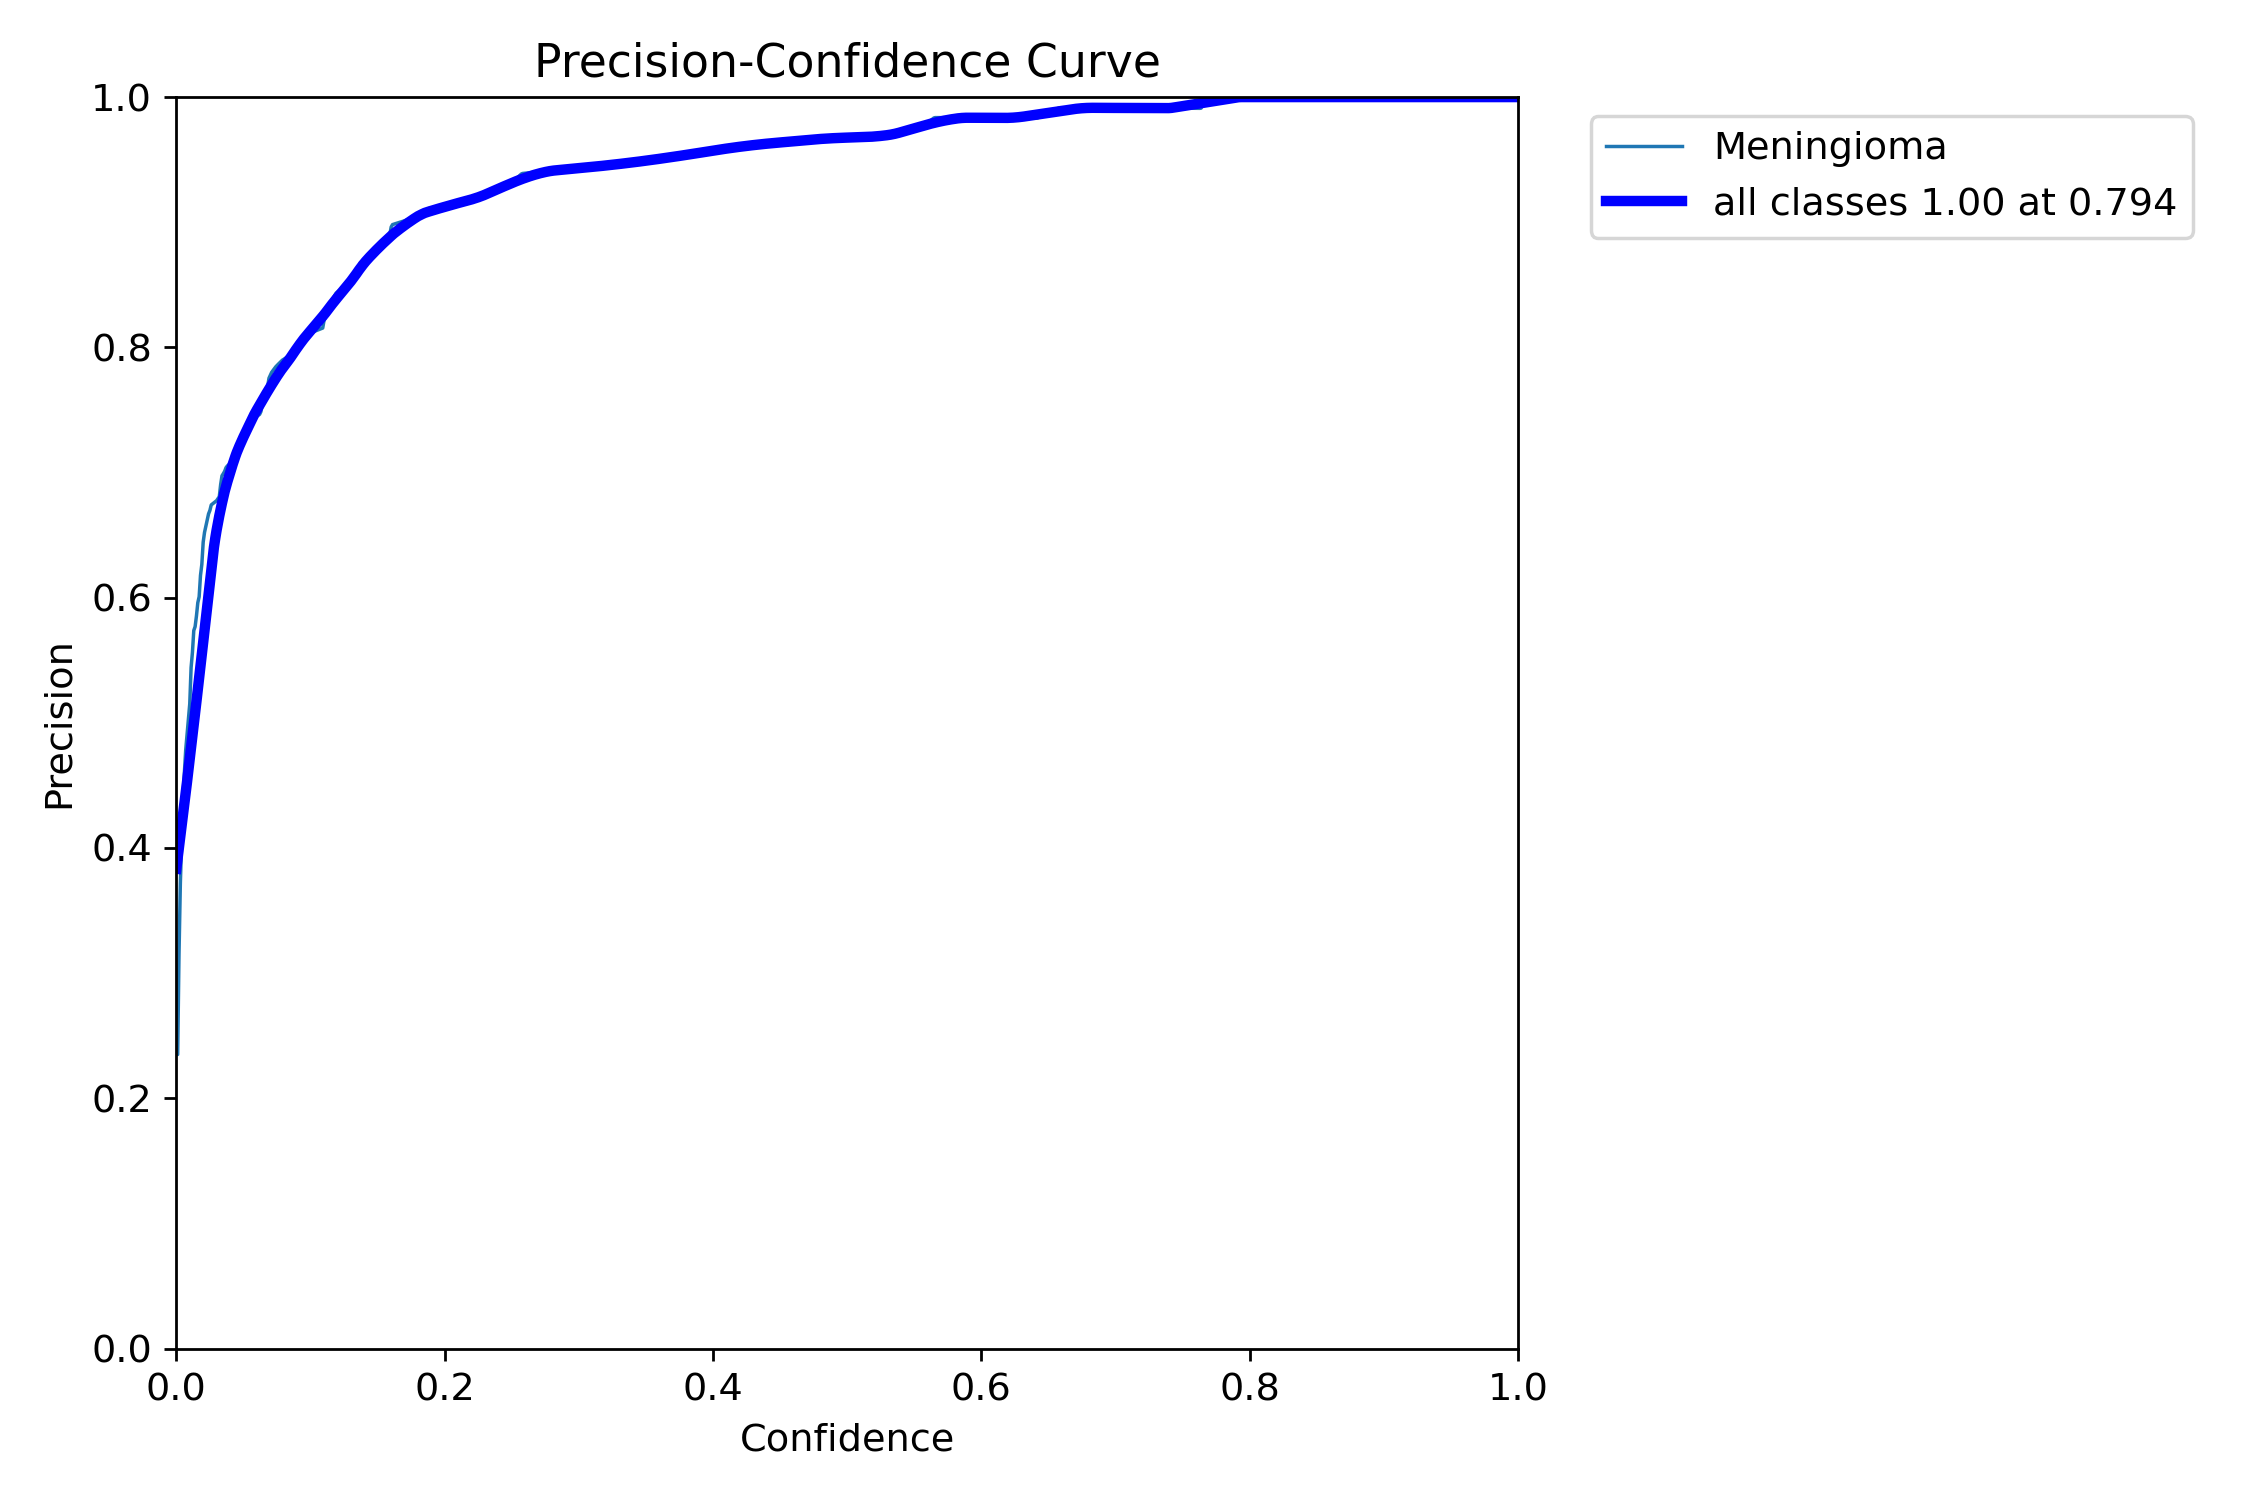 Precision-Confidence Curve
Meningioma
all classes 1.00 at 0.794
1.0
0.8
0.6
0.4
0.2
0.0
Precision
0.0 0.2 0.4 0.6 0.8 1.0
Confidence